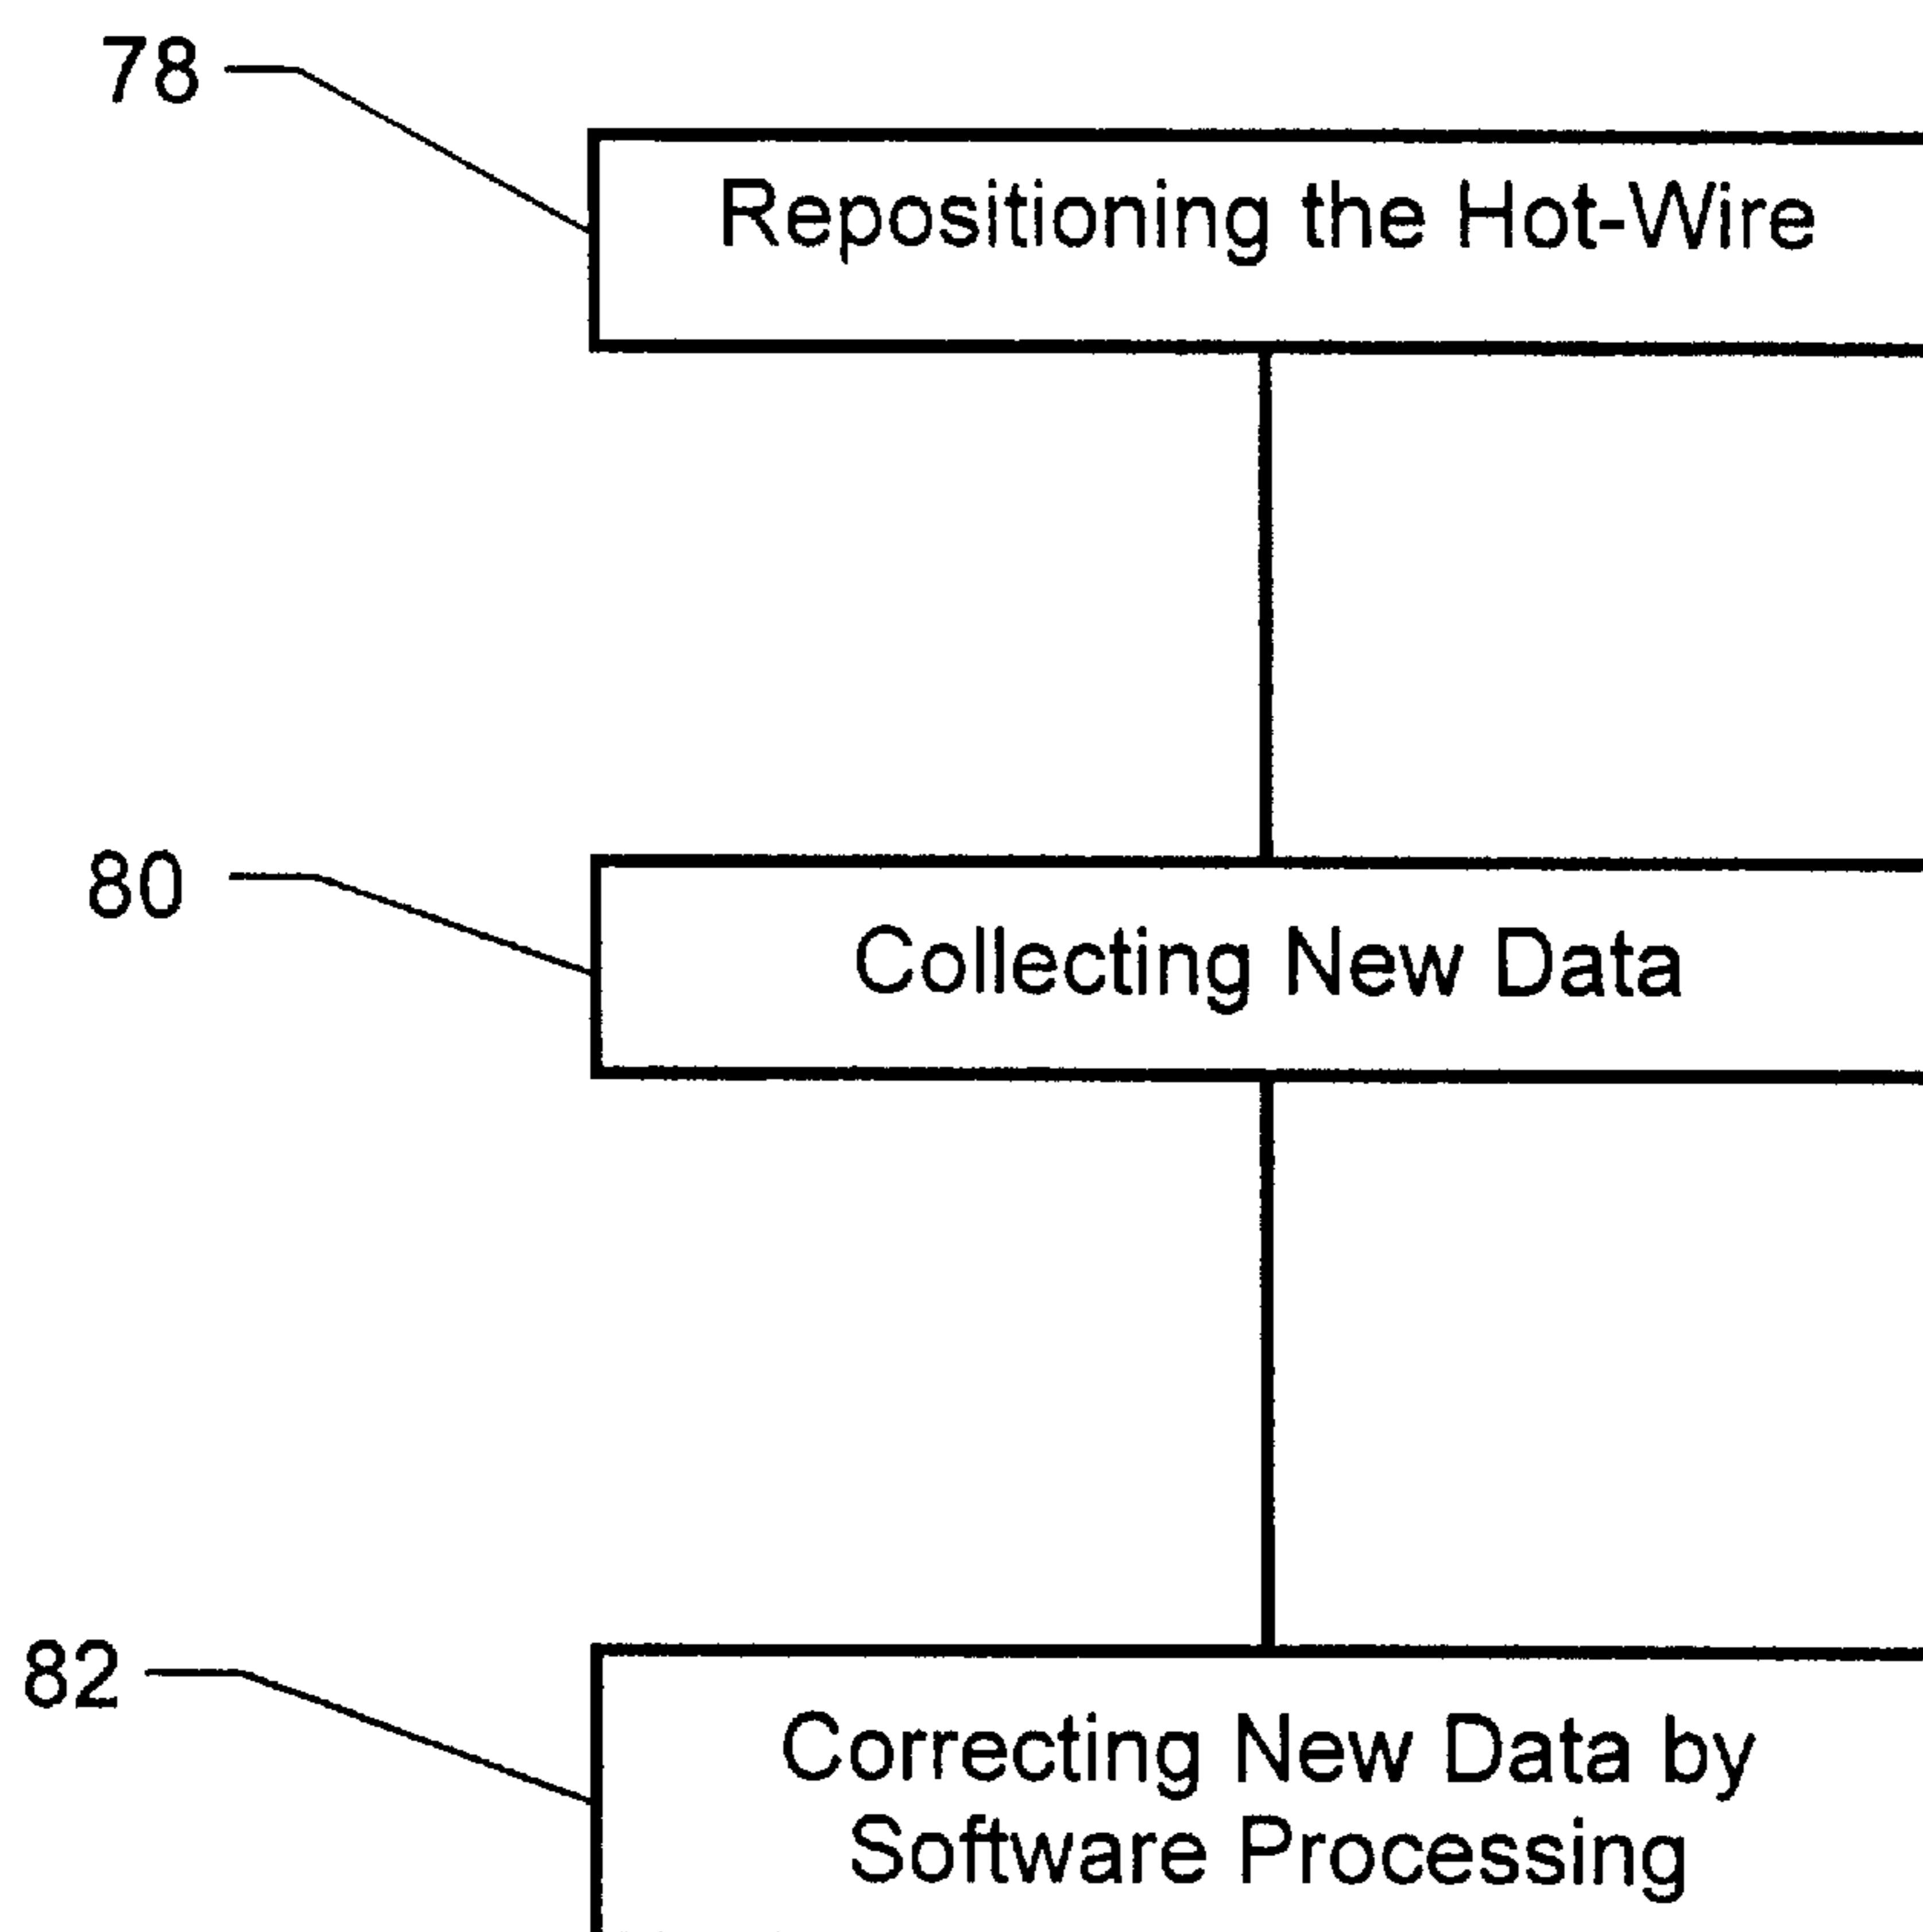 78
Repositioning the Hot-Wire
80
Collecting New Data
82
Correcting New Data by
Software Processing